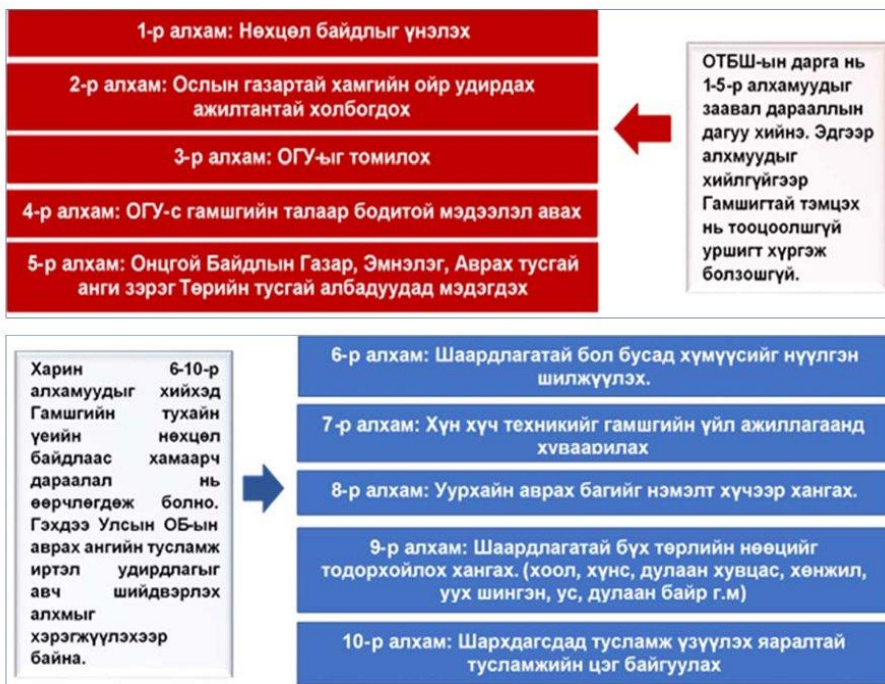 1-р алхам: Нөхцөл байдлыг үнэлэх
2-р алхам: Ослын газартай хамгийн ойр удирдах
ажилтантай холбогдох
3-р алхам: ОГУ-ыг томилох
4-р алхам: ОГУ-с гамшгийн талаар бодитой мэдээлэл авах
5-р алхам: Онцгой Байдлын Газар, Эмнэлэг, Аврах тусгай
анги зэрэг Төрийн тусгай албадуудад мэдэгдэх
ОТБШ-ын дарга нь
1-5-р алхамуудыг
заавал дарааллын
дагуу хийнэ. Эдгээр
алхмуудыг
хийлгүйгээр
Гамшигтай тэмцэх
нь тооцоолшгүй
уршигт хүргэж
болзошгүй.
Харин 6-10-р
алхамуудыг хийхэд
Гамшгийн тухайн
үеийн нөхцөл
байдлаас хамаарч
дараалал нь
өөрчлөгдөж болно.
Гэхдээ Улсын ОБ-ын
аврах ангийн тусламж
иртэл удирдлагыг
авч шийдвэрлэх
алхмыг
хэрэгжүүлэхээр
байна.
6-р алхам: Шаардлагатай бол бусад хүмүүсийг нүүлгэн
шилжүүлэх.
7-р алхам: Хүн хүч техникийг гамшгийн үйл ажиллагаанд
хуваарилах
8-р алхам: Уурхайн аврах багийг нэмэлт хүчээр хангах.
9-р алхам: Шаардлагатай бүх төрлийн нөөцийг
тодорхойлох хангах. (хоол, хүнс, дулаан хувцас, хөнжил,
уух шингэн, ус, дулаан байр г.м)
10-р алхам: Шархдагсдад тусламж үзүүлэх яаралтай
тусламжийн цэг байгуулах